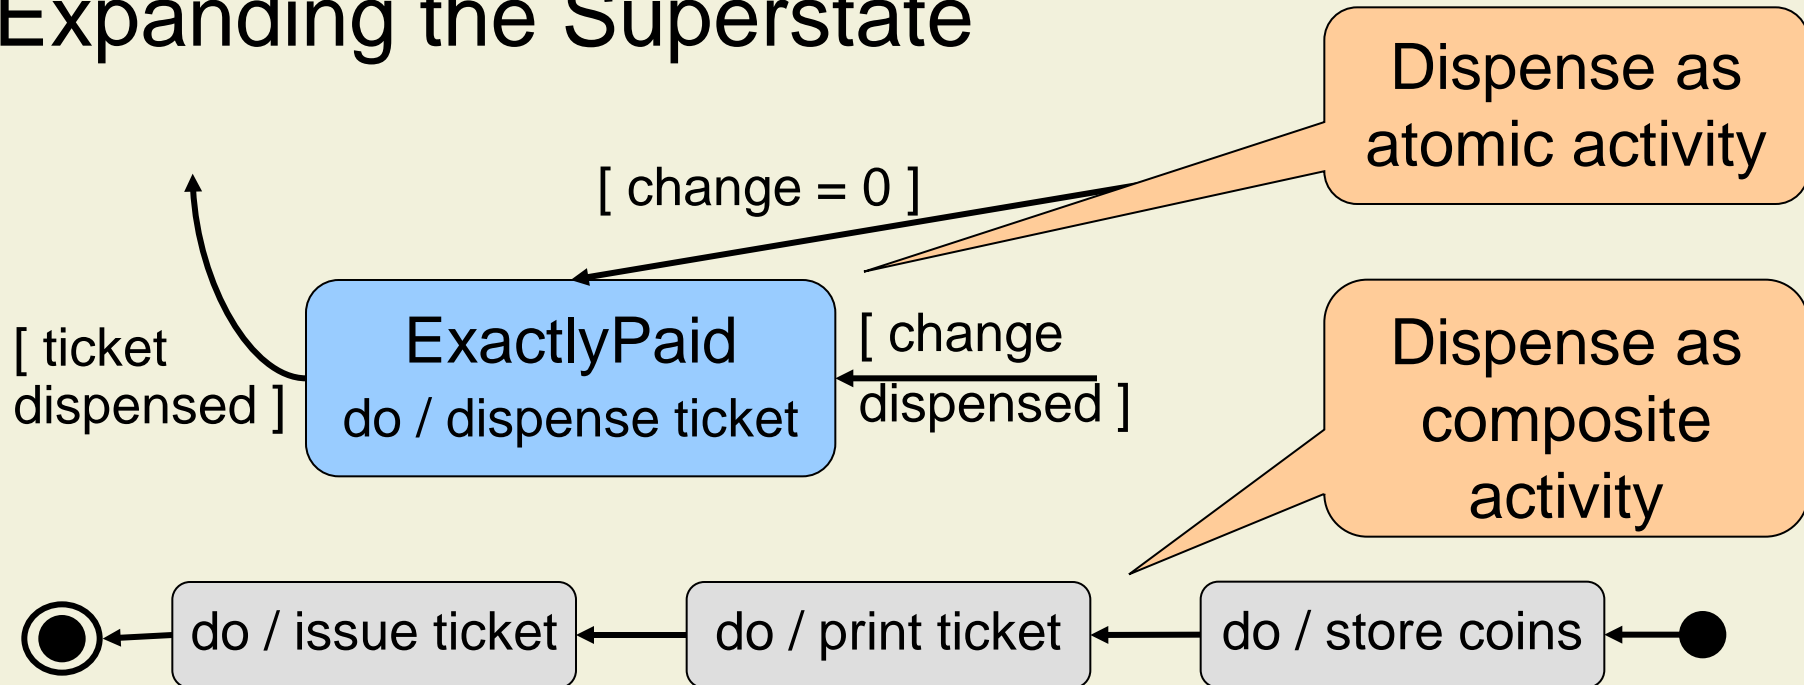 Expanding the Superstate
Dispense as
atomic activity
[ change = 0 ]
[ ticket
dispensed ]
ExactlyPaid
do / dispense ticket
[ change
dispensed ]
Dispense as
composite
activity
do / issue ticket
do / print ticket
do / store coins